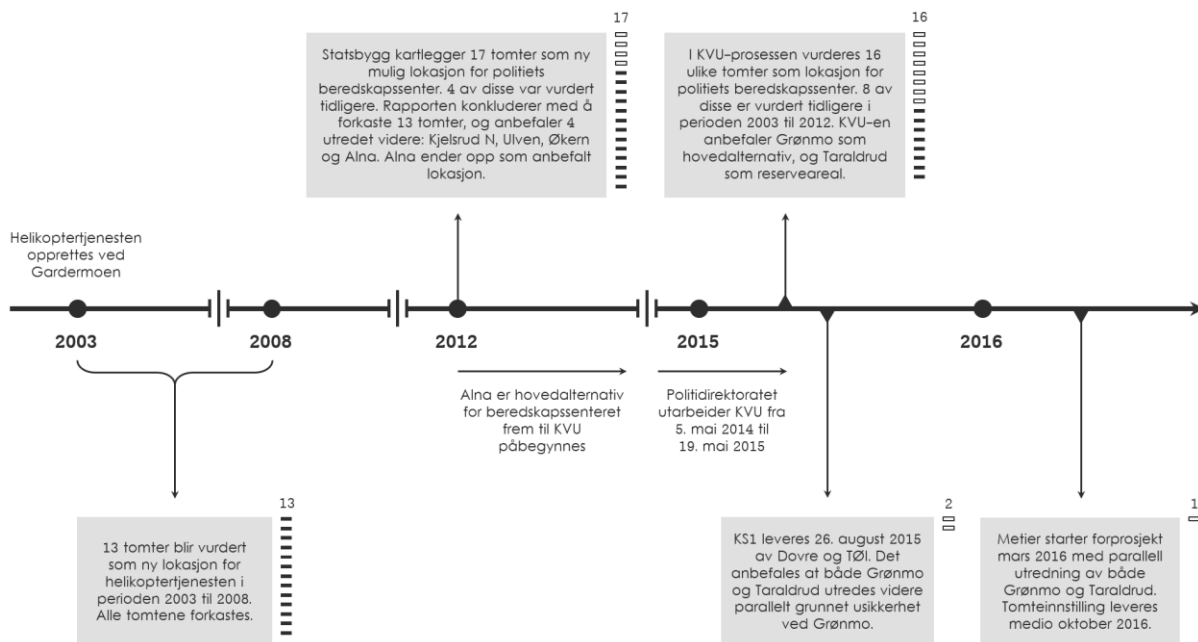 17
Statsbygg kartlegger 17 tomter som ny
mulig lokasjon for politiets
beredskapssenter. 4 av disse var vurdert
tidligere. Rapporten konkluderer med å
forkaste 13 tomter, og anbefaler 4
utredet videre: Kjelsrud N, Ulven, Økern
og Alna. Alna ender opp som anbefalt
lokasjon.
16
I KVU-prosessen vurderes 16
ulike tomter som lokasjon for
politiets beredskapssenter. 8 av
disse er vurdert tidligere i
perioden 2003 til 2012. KVU-en
anbefaler Grønmo som
hovedalternativ, og Taraldrud
som reserveareal.
Helikoptertjenesten
opprettes ved
Gardermoen
2003
2008
2012
2015
2016
Alna er hovedalternativ
for beredskapssenteret
frem til KVU
påbegynnes
Politidirektoratet
utarbeider KVU fra
5. mai 2014 til
19. mai 2015
13
13 tomter blir vurdert
som ny lokasjon for
helikoptertjenesten i
perioden 2003 til 2008.
Alle tomtene forkastes.
2
KS1 leveres 26. august 2015
av Dovre og TØI. Det
anbefales at både Grønmo
og Taraldrud utredes videre
parallelt grunnet usikkerhet
ved Grønmo.
1
Metier starter forprosjekt
mars 2016 med parallell
utredning av både
Grønmo og Taraldrud.
Tomteinnstilling leveres
medio oktober 2016.